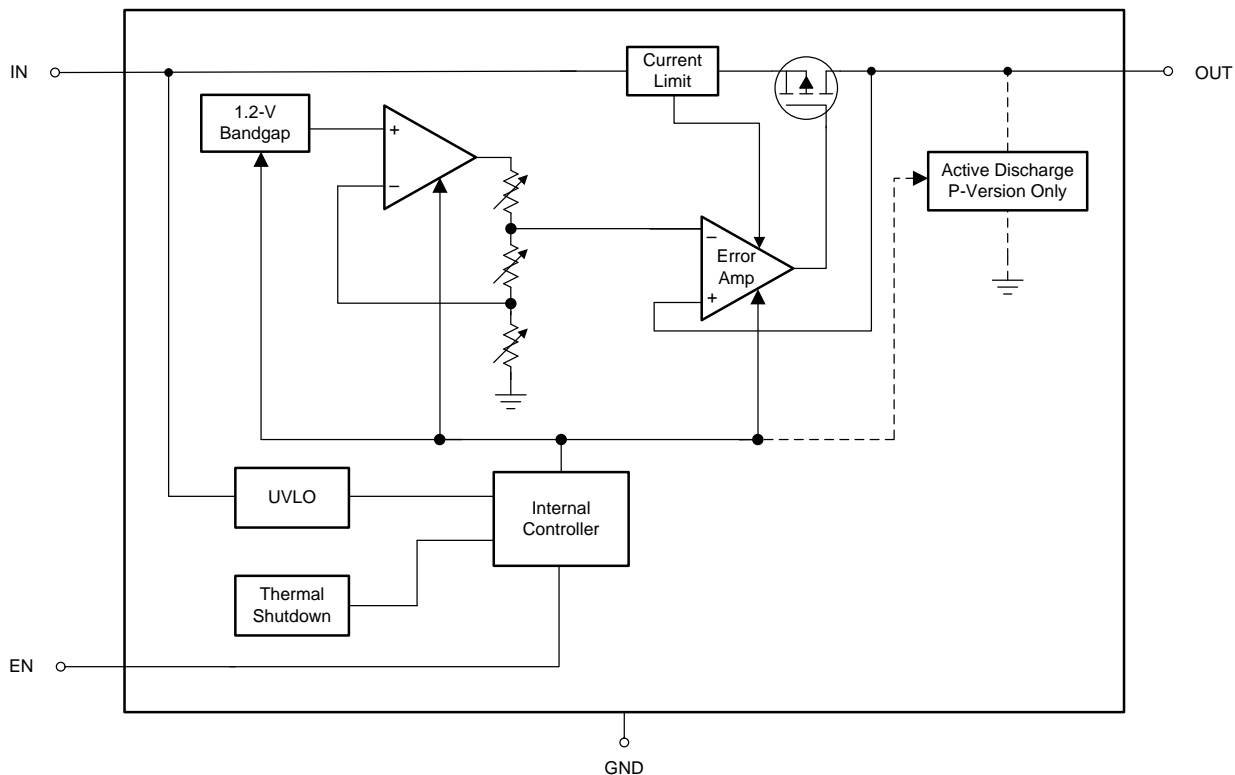 IN
Current
Limit
OUT
1.2-V
Bandgap
+
−
Active Discharge
P-Version Only
−
Error
Amp
+
UVLO
Internal
Controller
Thermal
Shutdown
EN
GND